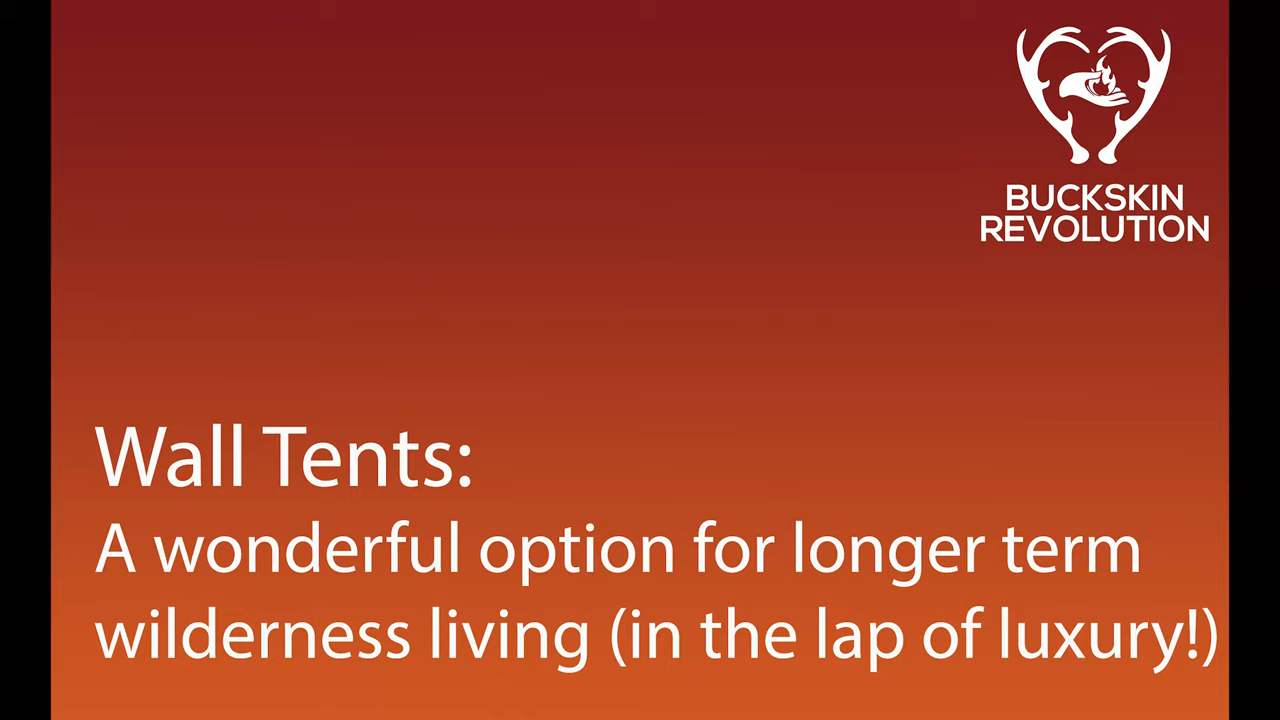 BUCKSKIN
REVOLUTION
Wall Tents:
A wonderful option for longer term
wilderness living (in the lap of luxury!)